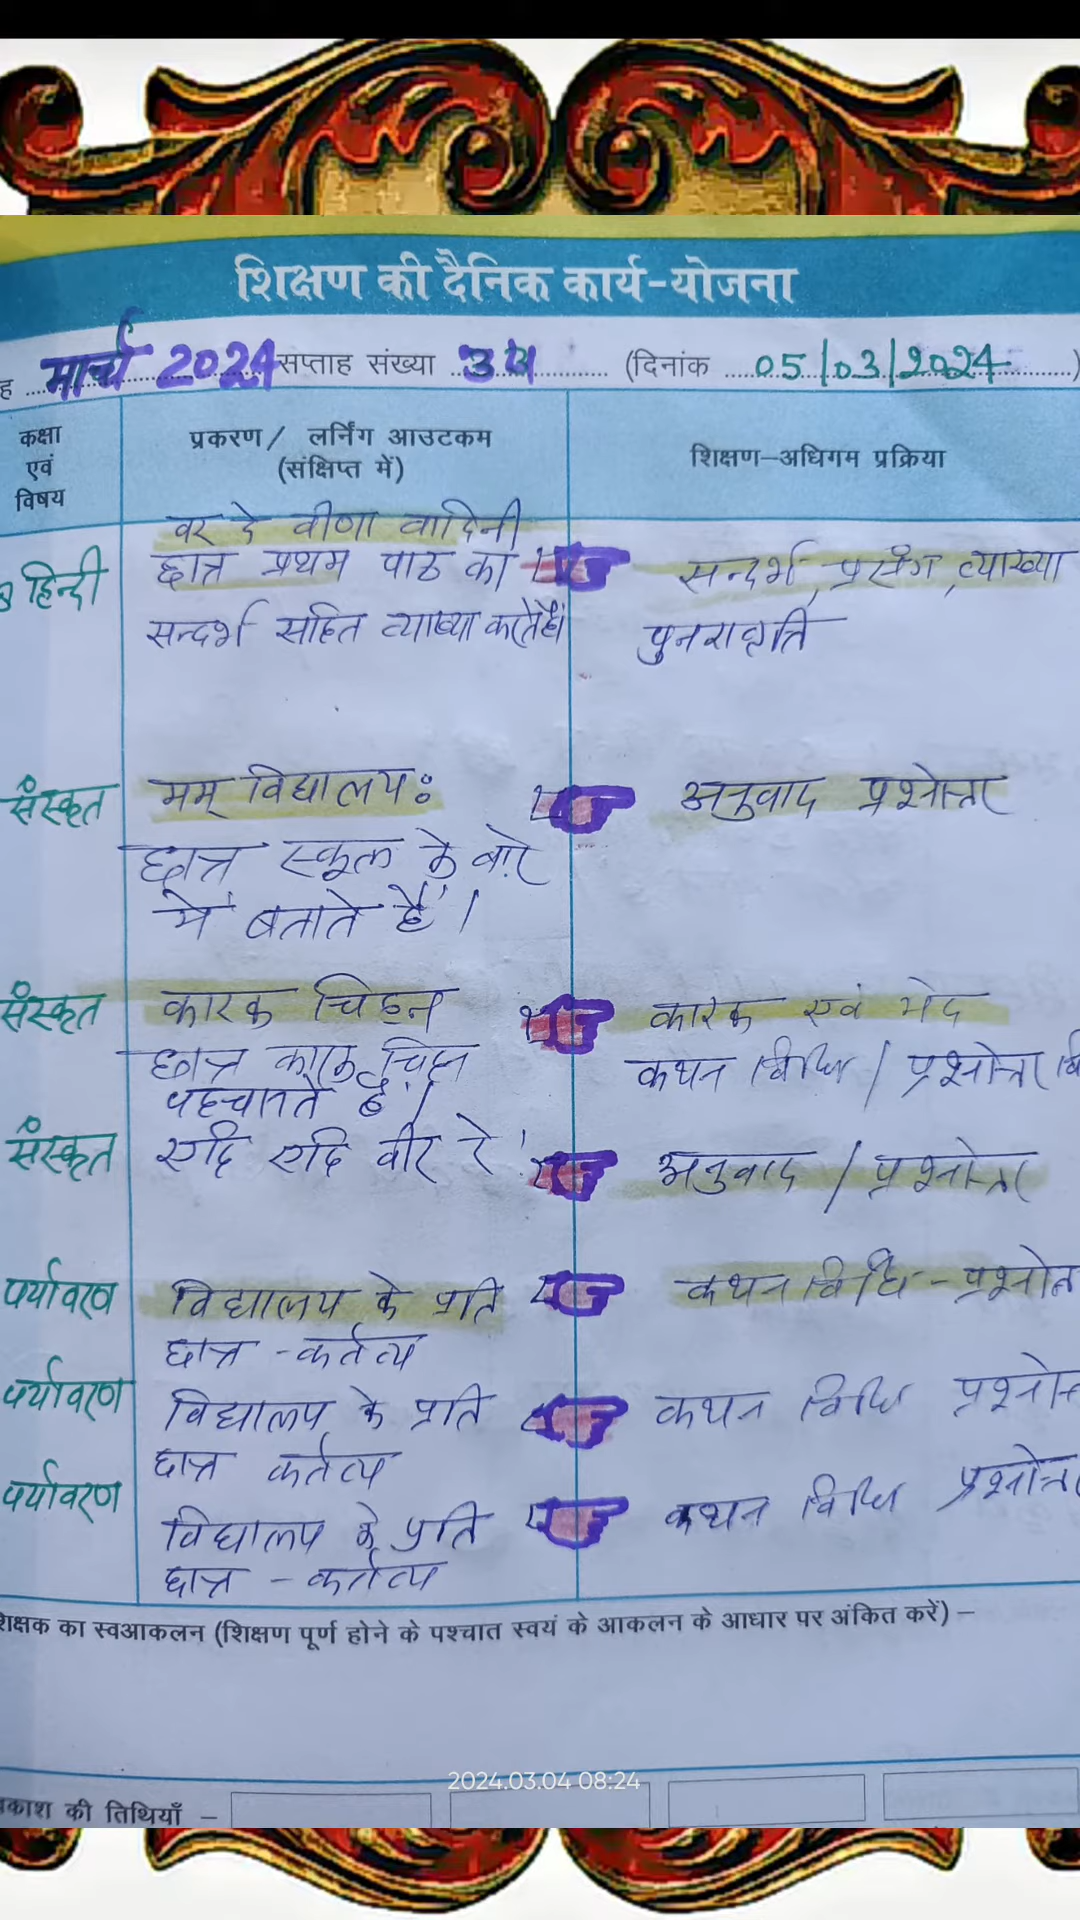 शिक्षण की दैनिक कार्य-योजना
ह मार्च 2024 सप्ताह संख्या (दिनांक 05/03/2024)
कक्षा एवं विषय
प्रकरण/ लर्निंग आउटकम (संक्षिप्त में)
शिक्षण-अधिगम प्रक्रिया
वर दे वीणा वादिनी
हिन्दी छात्र प्रथम पाठ का सन्दर्भ, प्रसंग, व्याख्या
सन्दर्भ सहित व्याख्या करते हैं। पुनरावृत्ति
संस्कृत मम् विद्यालयः अनुवाद प्रश्नोत्तर
छात्र स्कूल के बारे
में बताते हैं।
संस्कृत कारक चिह्न कारक एवं भेद
छात्र कारक चिह्न कथन विधि / प्रश्नोत्तर वि
पहचानते हैं।
संस्कृत एहि एहि वीर रे अनुवाद / प्रश्नोत्तर
पर्यावरण विद्यालय के प्रति कथन विधि - प्रश्नोत्त
छात्र - कर्तव्य
पर्यावरण विद्यालय के प्रति कथन विधि प्रश्नोत्त
छात्र कर्तव्य
पर्यावरण विद्यालय के प्रति कथन विधि प्रश्नोत्तर
छात्र - कर्तव्य
शिक्षक का स्वआकलन (शिक्षण पूर्ण होने के पश्चात स्वयं के आकलन के आधार पर अंकित करें) –
2024.03.04 08:24
वकाश की तिथियाँ –